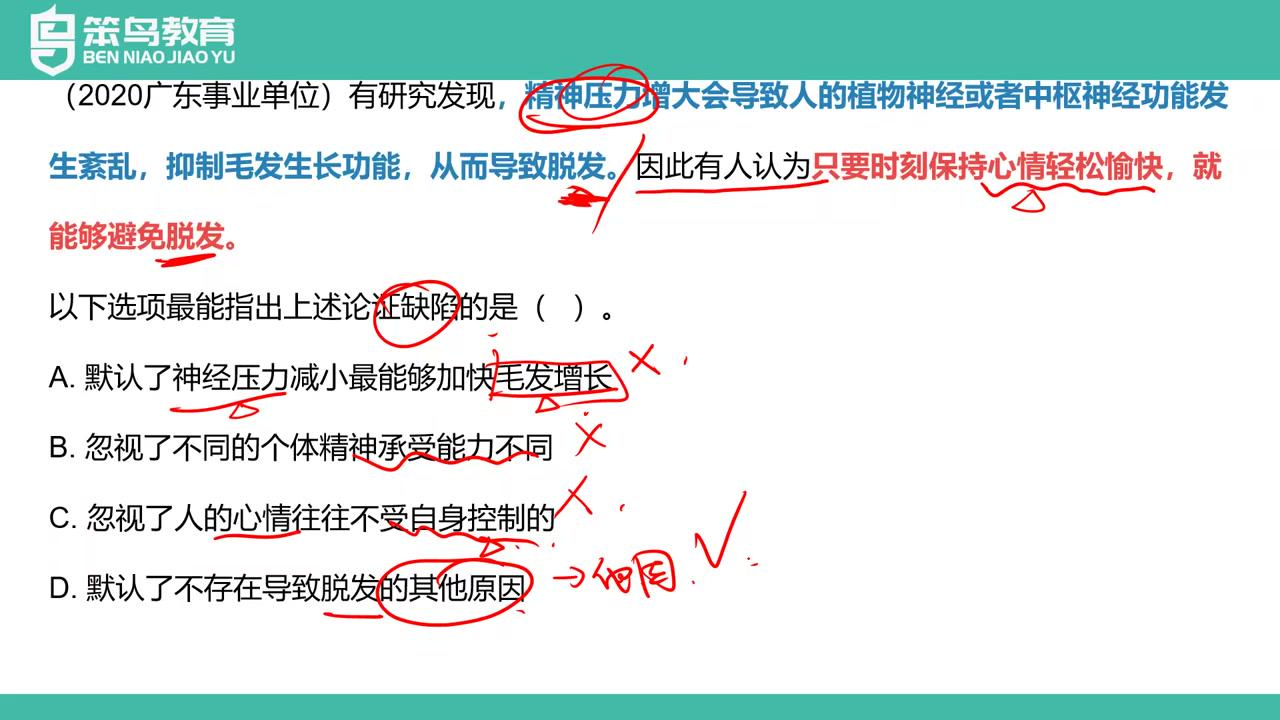 笨鸟教育
BEN NIAO JIAO YU
（2020广东事业单位）有研究发现，精神压力增大会导致人的植物神经或者中枢神经功能发
生紊乱，抑制毛发生长功能，从而导致脱发。因此有人认为只要时刻保持心情轻松愉快，就
能够避免脱发。
以下选项最能指出上述论证缺陷的是（ ）。
A. 默认了神经压力减小最能够加快毛发增长
B. 忽视了不同的个体精神承受能力不同
C. 忽视了人的心情往往不受自身控制的
D. 默认了不存在导致脱发的其他原因